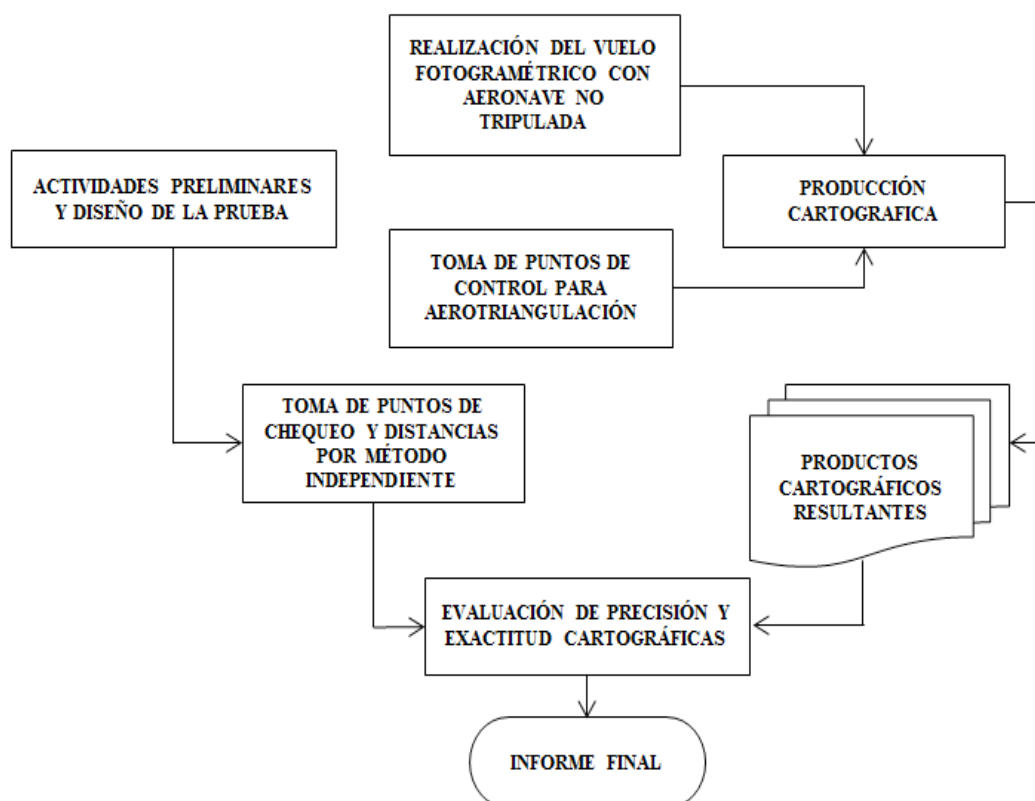 REALIZACIÓN DEL VUELO
FOTOGRAMÉTRICO CON
AERONAVE NO
TRIPULADA
ACTIVIDADES PRELIMINARES
Y DISEÑO DE LA PRUEBA
PRODUCCIÓN
CARTOGRAFICA
TOMA DE PUNTOS DE
CONTROL PARA
AEROTRIANGULACIÓN
TOMA DE PUNTOS DE
CHEQUEO Y DISTANCIAS
POR MÉTODO
INDEPENDIENTE
PRODUCTOS
CARTOGRÁFICOS
RESULTANTES
EVALUACIÓN DE PRECISIÓN Y
EXACTITUD CARTOGRÁFICAS
INFORME FINAL